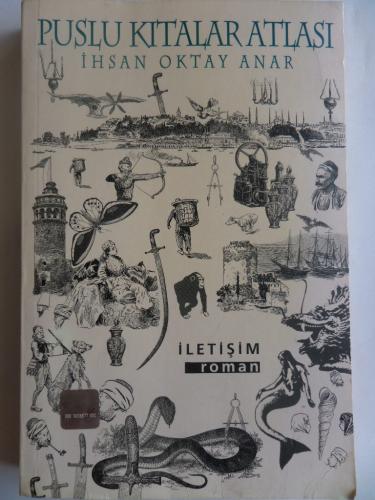 PUSLU KITALAR ATLASI
İHSAN OKTAY ANAR
İLETİŞİM
roman